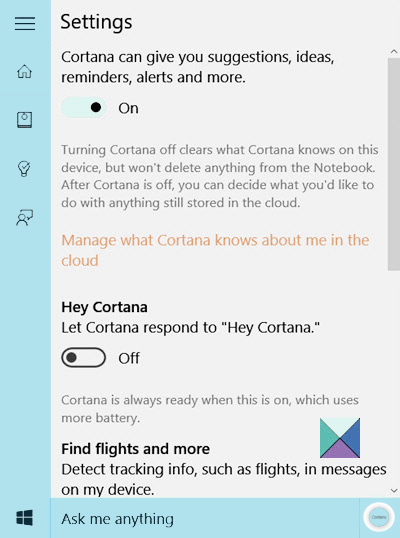 Settings
Cortana can give you suggestions, ideas,
reminders, alerts and more.
On
Turning Cortana off clears what Cortana knows on this
device, but won't delete anything from the Notebook.
After Cortana is off, you can decide what you'd like to
do with anything still stored in the cloud.
Manage what Cortana knows about me in the
cloud
Hey Cortana
Let Cortana respond to "Hey Cortana."
Off
Cortana is always ready when this is on, which uses
more battery.
Find flights and more
Detect tracking info, such as flights, in messages
on my device.
Ask me anything
Cortana